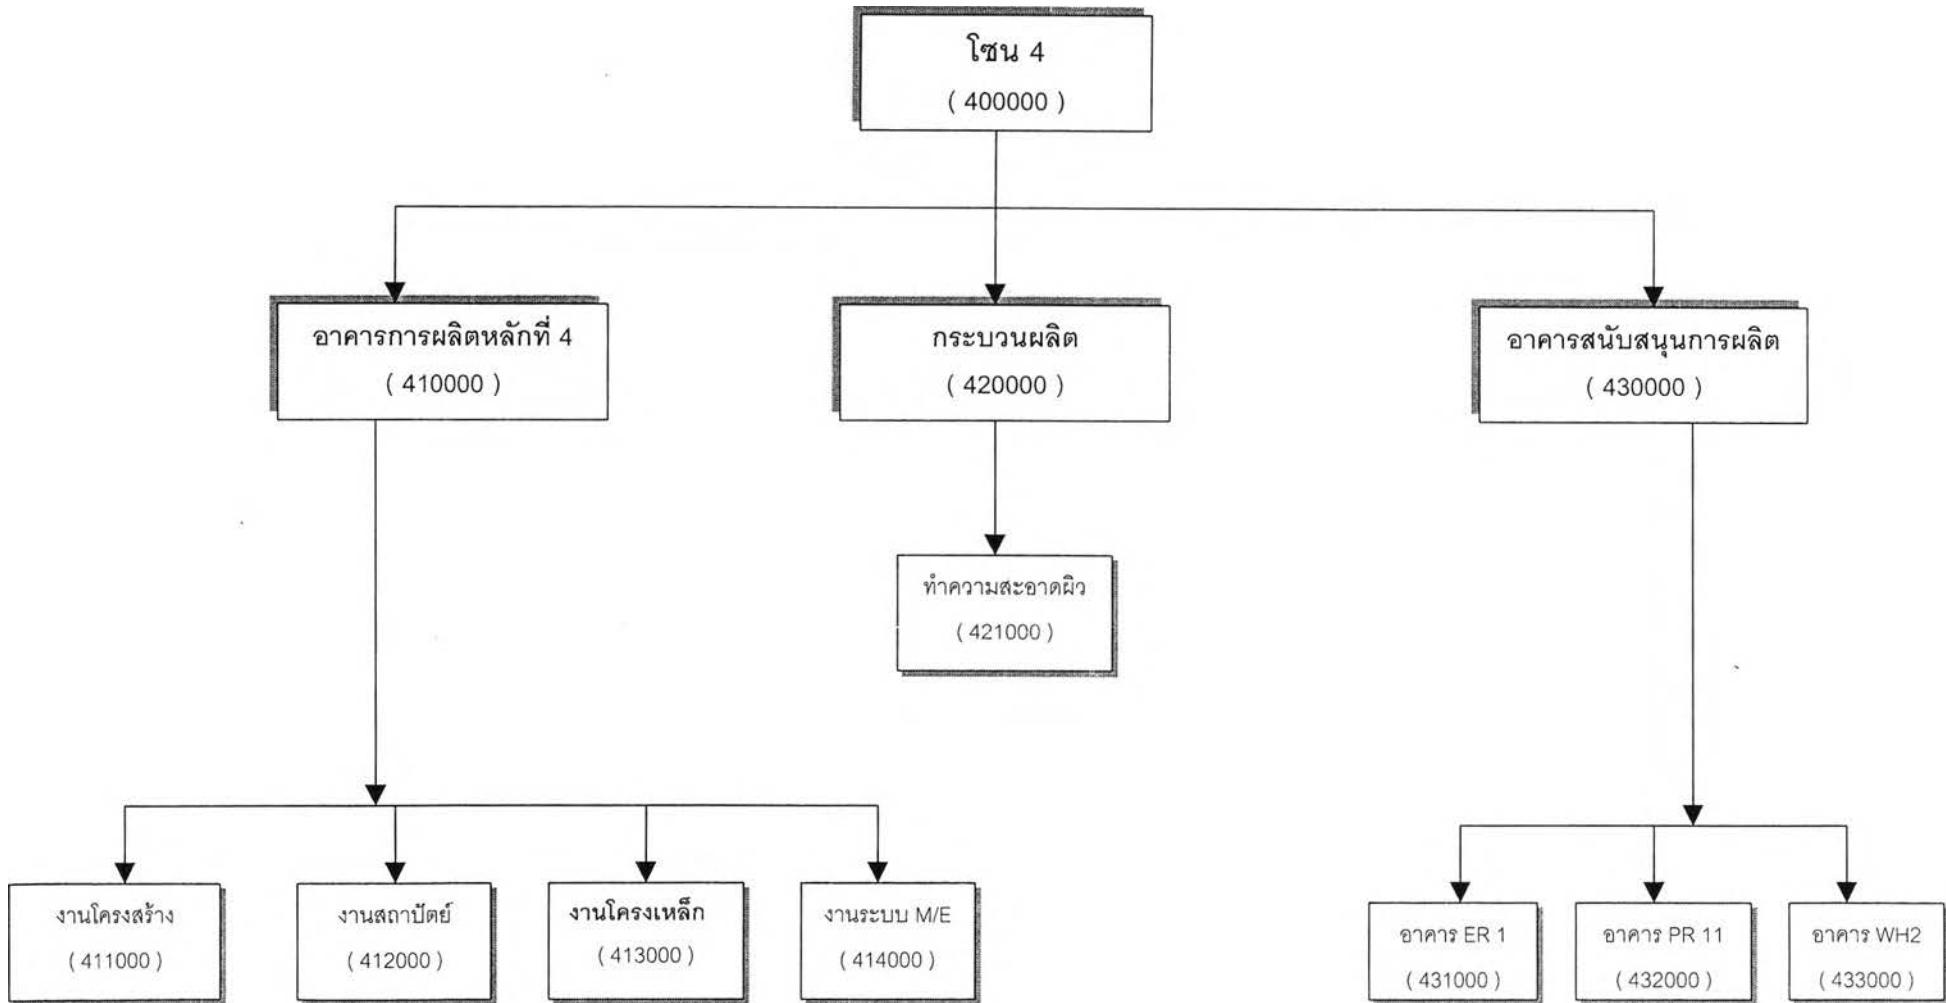 โซน 4
( 400000 )
อาคารการผลิตหลักที่ 4
( 410000 )
กระบวนผลิต
( 420000 )
อาคารสนับสนุนการผลิต
( 430000 )
ทำความสะอาดผิว
( 421000 )
งานโครงสร้าง
( 411000 )
งานสถาปัตย์
( 412000 )
งานโครงเหล็ก
( 413000 )
งานระบบ M/E
( 414000 )
อาคาร ER 1
( 431000 )
อาคาร PR 11
( 432000 )
อาคาร WH2
( 433000 )